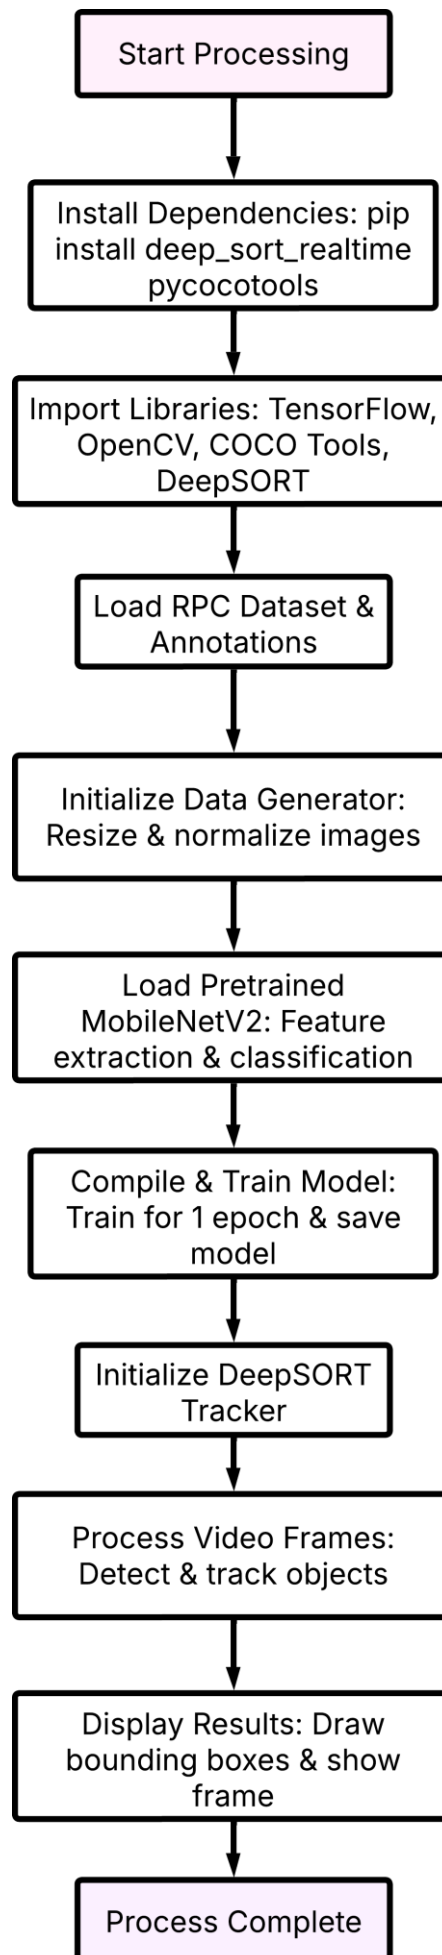 Start Processing
Install Dependencies: pip
install deep_sort_realtime
pycocotools
Import Libraries: TensorFlow,
OpenCV, COCO Tools,
DeepSORT
Load RPC Dataset &
Annotations
Initialize Data Generator:
Resize & normalize images
Load Pretrained
MobileNetV2: Feature
extraction & classification
Compile & Train Model:
Train for 1 epoch & save
model
Initialize DeepSORT
Tracker
Process Video Frames:
Detect & track objects
Display Results: Draw
bounding boxes & show
frame
Process Complete